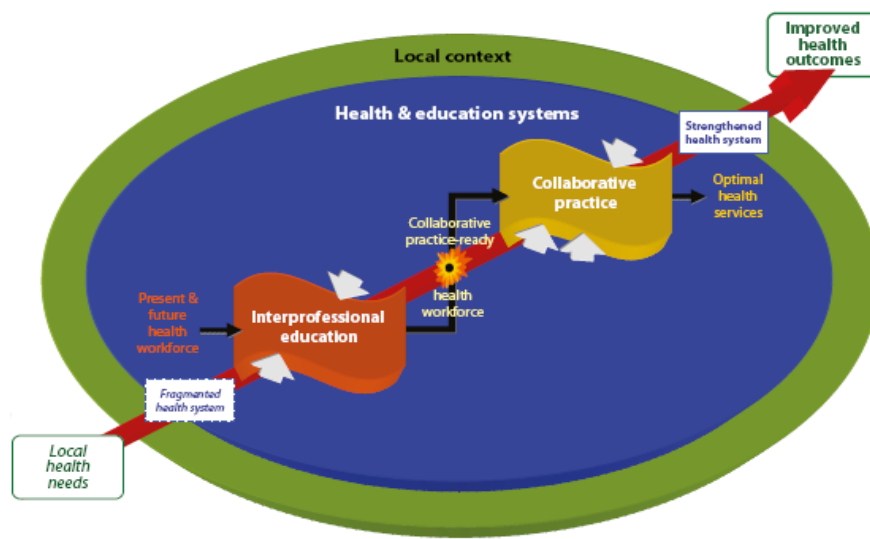 Improved
health
outcomes
Local context
Health & education systems
Strengthened
health system
Collaborative
practice
Optimal
health
services
Collaborative
practice-ready
health
workforce
Present &
future
health
workforce
Interprofessional
education
Fragmented
health system
Local
health
needs